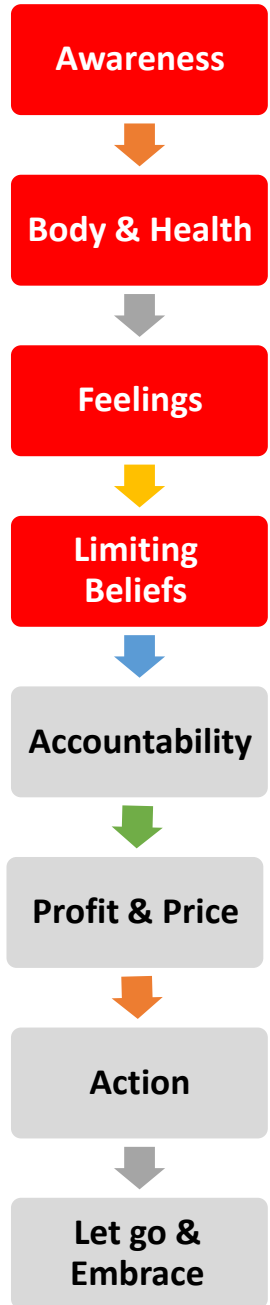 Awareness
Body & Health
Feelings
Limiting
Beliefs
Accountability
Profit & Price
Action
Let go &
Embrace